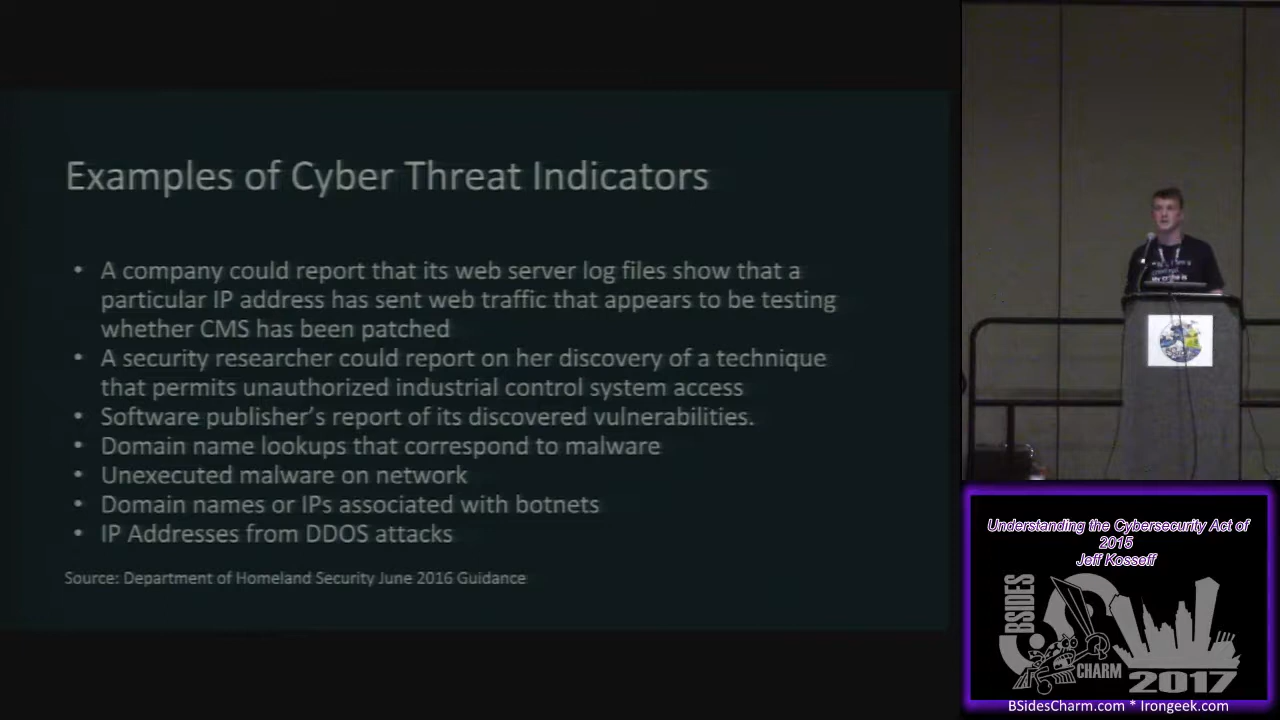 Examples of Cyber Threat Indicators
• A company could report that its web server log files show that a
particular IP address has sent web traffic that appears to be testing
whether CMS has been patched
• A security researcher could report on her discovery of a technique
that permits unauthorized industrial control system access
• Software publisher’s report of its discovered vulnerabilities.
• Domain name lookups that correspond to malware
• Unexecuted malware on network
• Domain names or IPs associated with botnets
• IP Addresses from DDOS attacks
Source: Department of Homeland Security June 2016 Guidance
Understanding the Cybersecurity Act of
2015
Jeff Kosseff
BSIDES
CHARM
2017
BSidesCharm.com * Irongeek.com